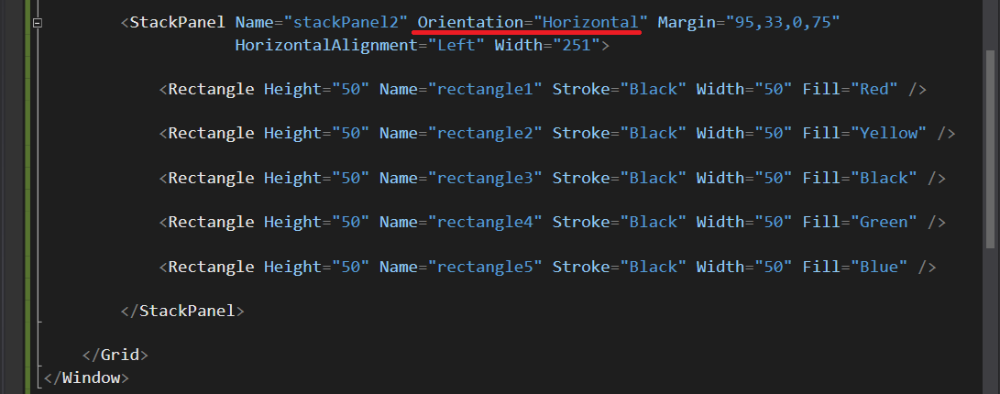 <StackPanel Name="stackPanel2" Orientation="Horizontal" Margin="95,33,0,75"
HorizontalAlignment="Left" Width="251">
<Rectangle Height="50" Name="rectangle1" Stroke="Black" Width="50" Fill="Red" />
<Rectangle Height="50" Name="rectangle2" Stroke="Black" Width="50" Fill="Yellow" />
<Rectangle Height="50" Name="rectangle3" Stroke="Black" Width="50" Fill="Black" />
<Rectangle Height="50" Name="rectangle4" Stroke="Black" Width="50" Fill="Green" />
<Rectangle Height="50" Name="rectangle5" Stroke="Black" Width="50" Fill="Blue" />
</StackPanel>
</Grid>
</Window>